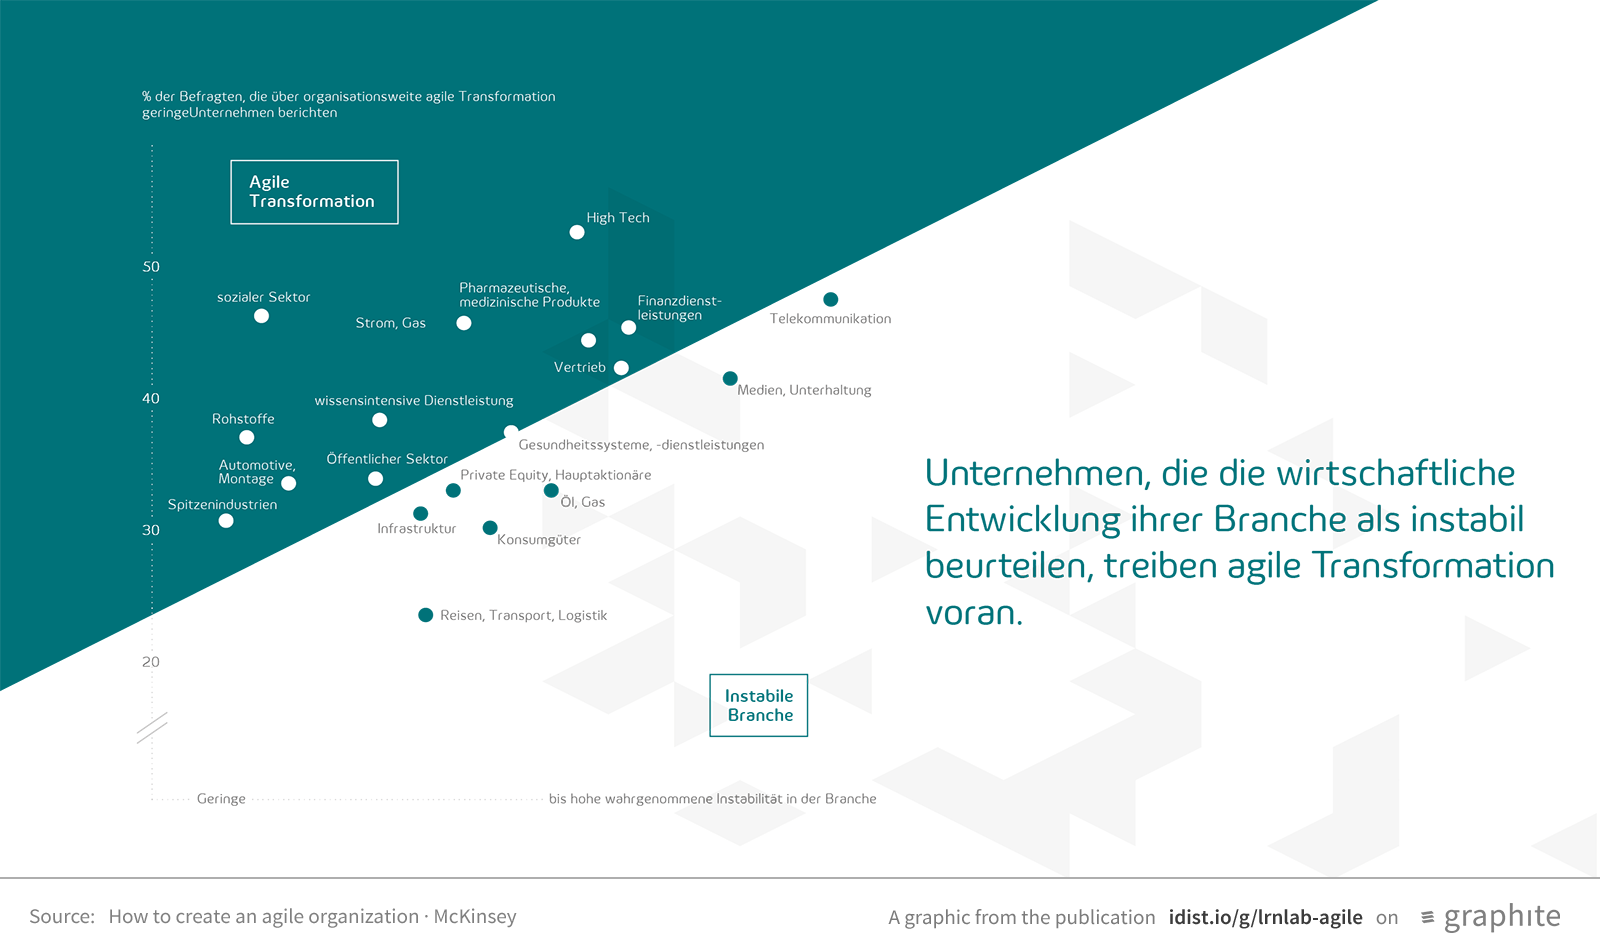 % der Befragten, die über organisationsweite agile Transformation
geringeUnternehmen berichten
Agile
Transformation
High Tech
50
Pharmazeutische,
medizinische Produkte
sozialer Sektor
Finanzdienst-
leistungen
Strom, Gas
Telekommunikation
Vertrieb
Medien, Unterhaltung
40
wissensintensive Dienstleistung
Rohstoffe
Gesundheitssysteme, -dienstleistungen
Öffentlicher Sektor
Automotive,
Montage
Private Equity, Hauptaktionäre
Öl, Gas
Spitzenindustrien
30
Infrastruktur
Konsumgüter
Reisen, Transport, Logistik
20
Instabile
Branche
Geringe
bis hohe wahrgenommene Instabilität in der Branche
Unternehmen, die die wirtschaftliche
Entwicklung ihrer Branche als instabil
beurteilen, treiben agile Transformation
voran.
Source: How to create an agile organization · McKinsey
A graphic from the publication idist.io/g/lrnlab-agile on graphite